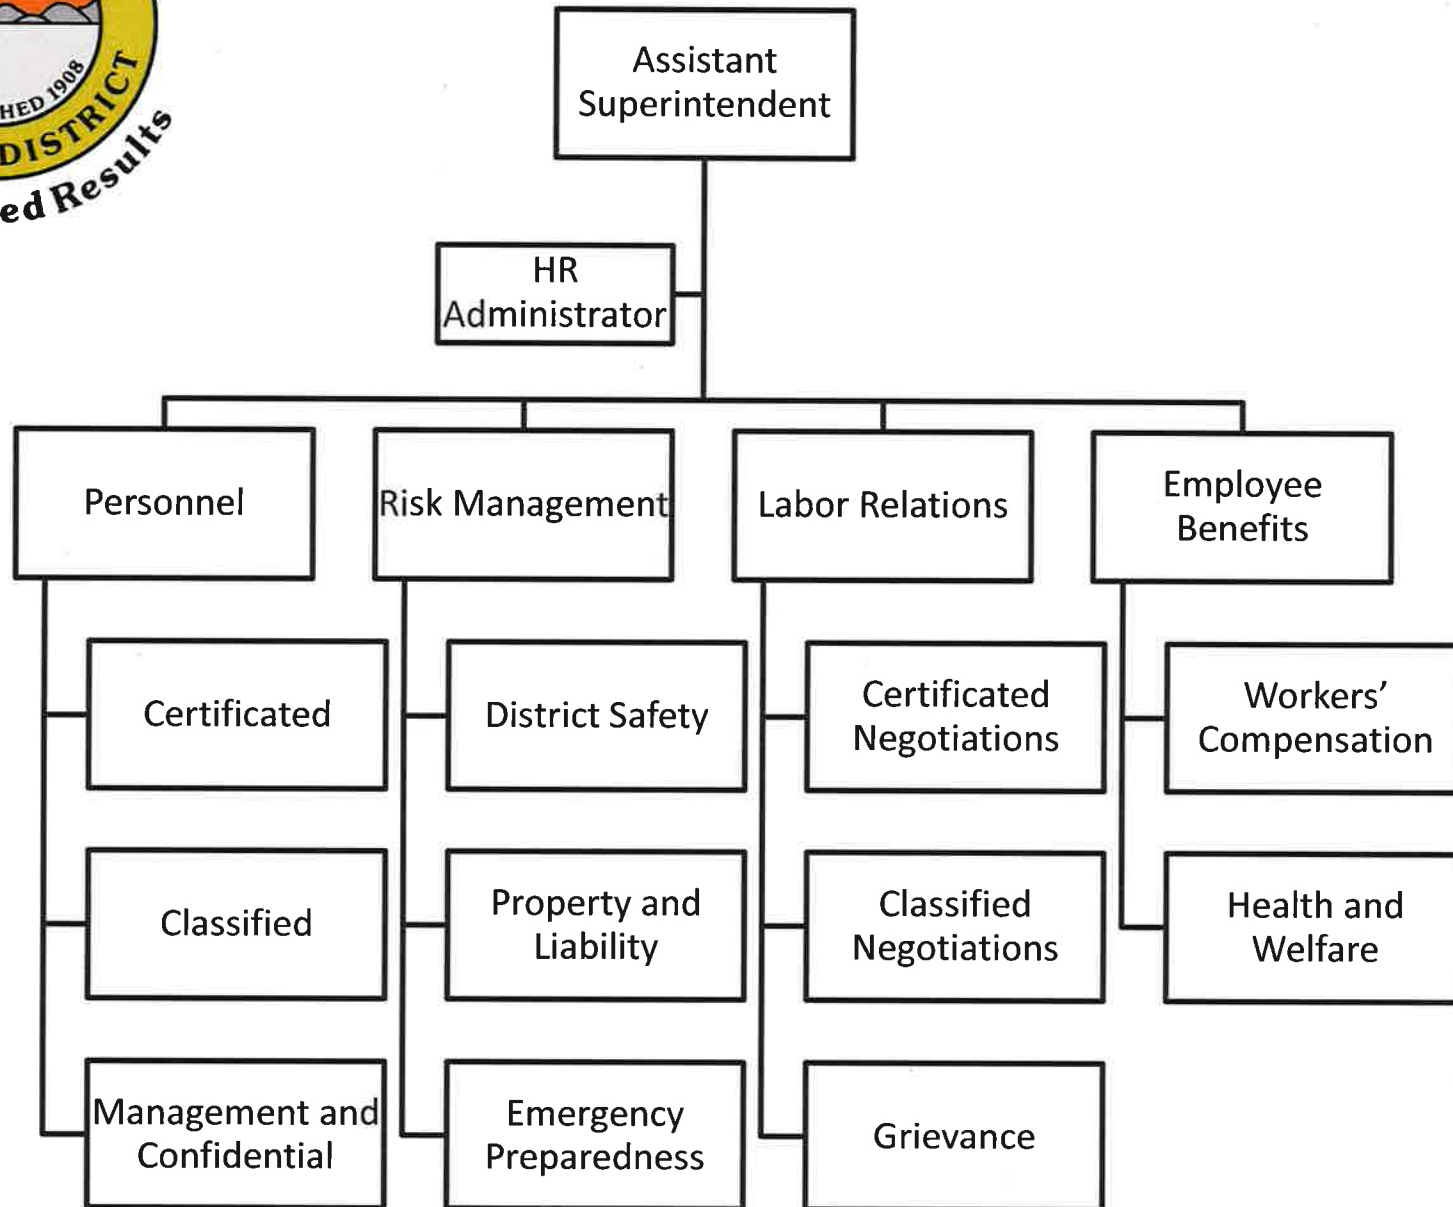 HED 1908
DISTRICT
ed Results
Assistant
Superintendent
HR
Administrator
Personnel
Risk Management
Labor Relations
Employee
Benefits
Certificated
District Safety
Certificated
Negotiations
Workers’
Compensation
Classified
Property and
Liability
Classified
Negotiations
Health and
Welfare
Management and
Confidential
Emergency
Preparedness
Grievance